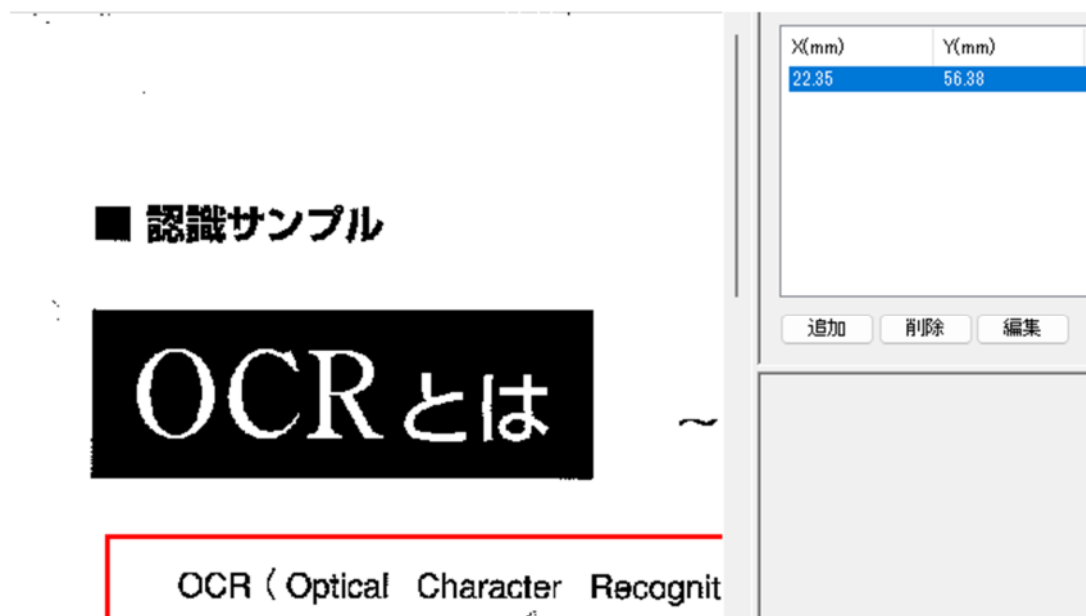 ■ 認識サンプル
OCRとは ～
OCR（Optical Character Recognit
X(mm) Y(mm)
22.35 56.38
追加 削除 編集